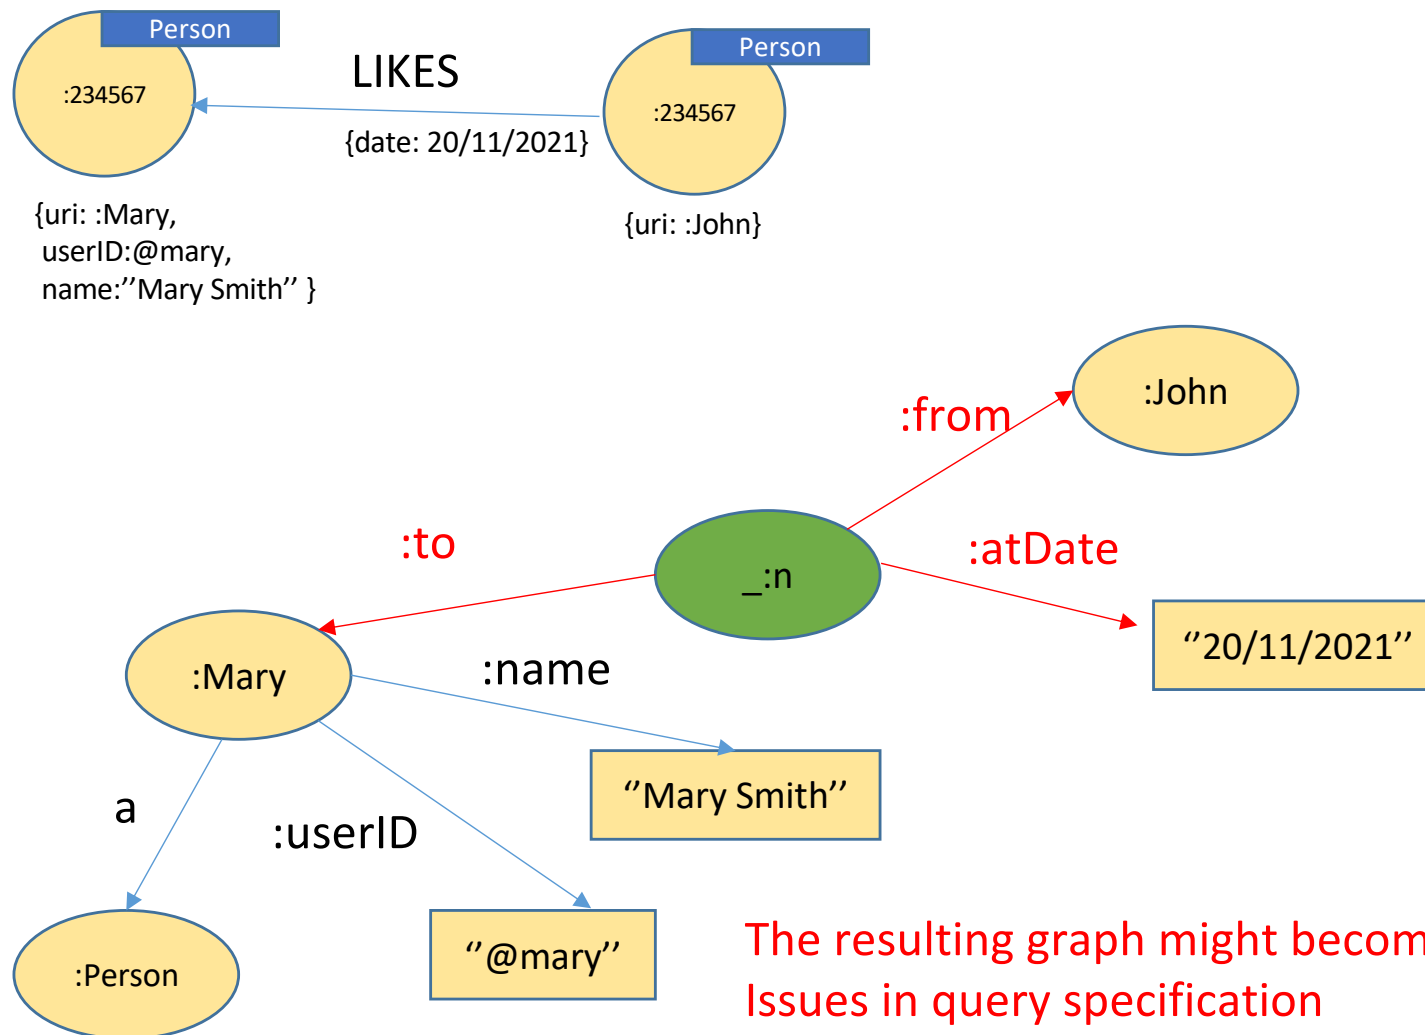 Person
:234567
LIKES
Person
:234567
{date: 20/11/2021}
{uri: :Mary,
userID:@mary,
name:’’Mary Smith’’ }
{uri: :John}
:John
:from
:to
_:n
:atDate
‘’20/11/2021’’
:Mary
:name
‘’Mary Smith’’
a
:userID
:Person
‘’@mary’’
The resulting graph might becom
Issues in query specification